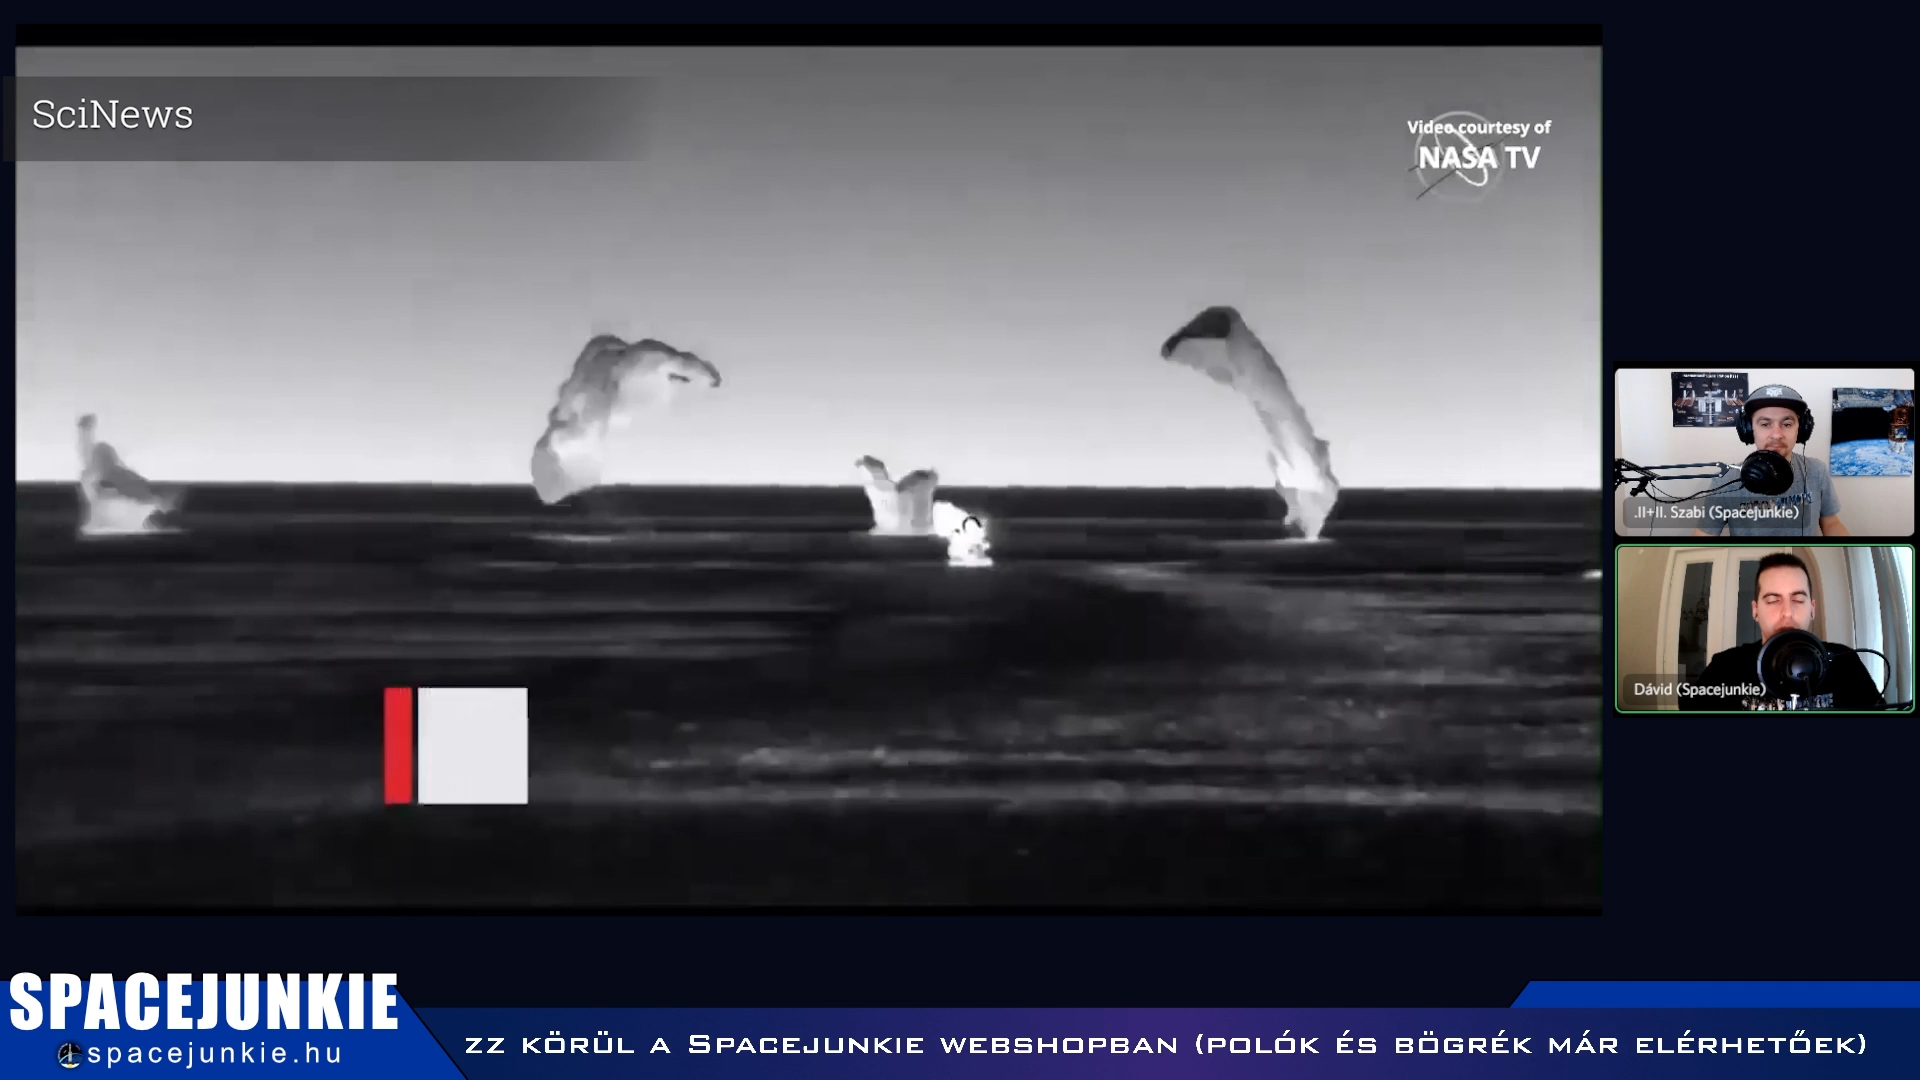 SciNews
Video courtesy of
NASA TV
.II+II. Szabi (Spacejunkie)
Dávid (Spacejunkie)
SPACEJUNKIE
spacejunkie.hu
ZZ KÖRÜL A SPACEJUNKIE WEBSHOPBAN (PÓLÓK ÉS BÖGRÉK MÁR ELÉRHETŐEK)